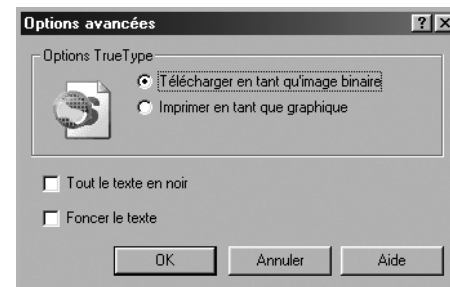 Options avancées
Options TrueType
Télécharger en tant qu'image binaire
Imprimer en tant que graphique
Tout le texte en noir
Foncer le texte
OK Annuler Aide